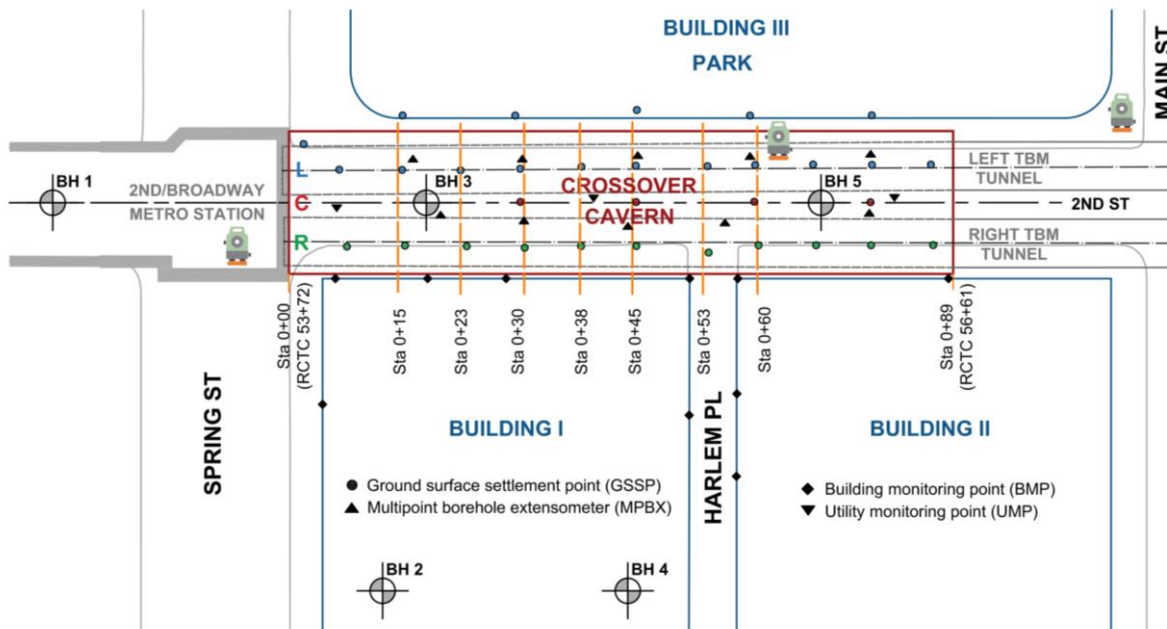 BUILDING III
PARK
MAIN ST
BH 1
2ND/BROADWAY
METRO STATION
L
C
R
BH 3
CROSSOVER
CAVERN
BH 5
LEFT TBM
TUNNEL
2ND ST
RIGHT TBM
TUNNEL
Sta 0+00
(RCTC 53+72)
Sta 0+15
Sta 0+23
Sta 0+30
Sta 0+38
Sta 0+45
Sta 0+53
Sta 0+60
Sta 0+89
(RCTC 56+61)
SPRING ST
BUILDING I
HARLEM PL
BUILDING II
Ground surface settlement point (GSSP)
Multipoint borehole extensometer (MPBX)
Building monitoring point (BMP)
Utility monitoring point (UMP)
BH 2
BH 4